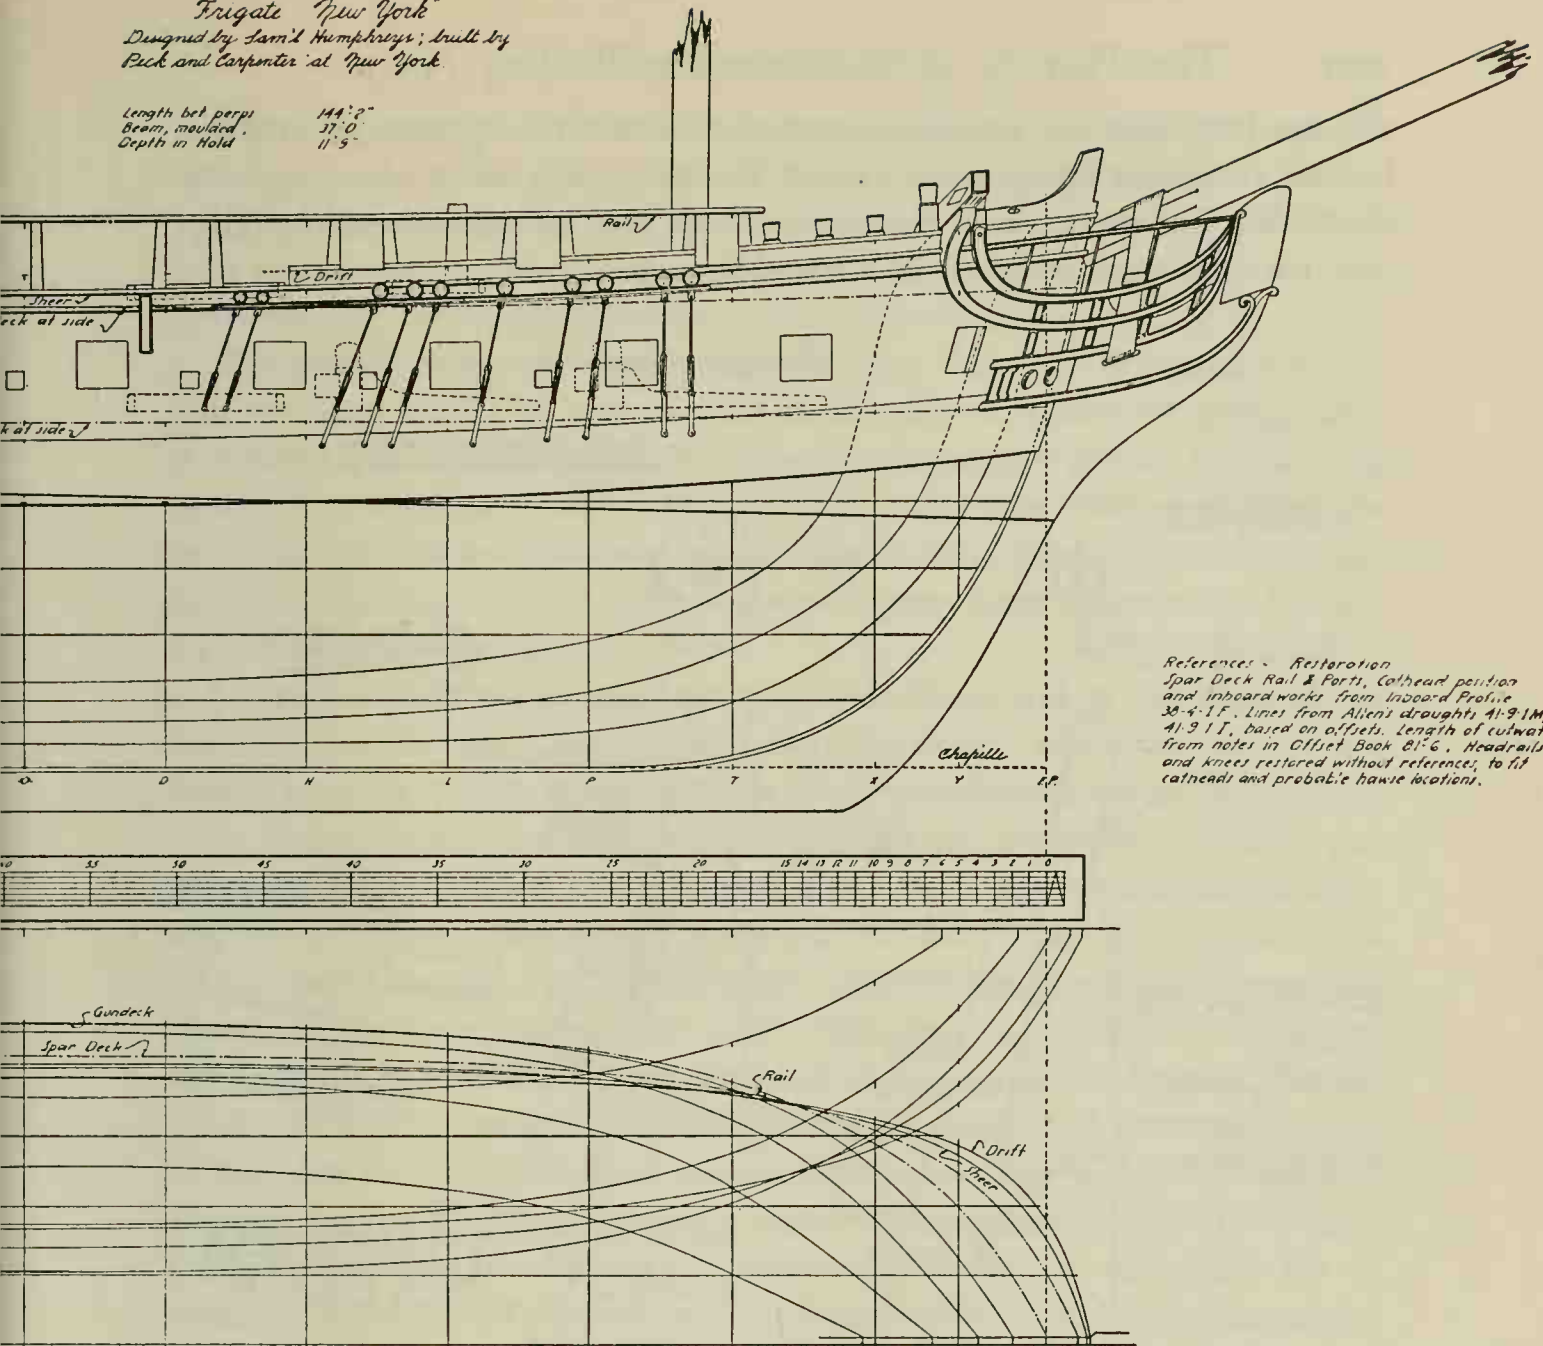 Frigate "New York"
Designed by Sam'l Humphreys; built by
Peck and Carpenter at New York.
Length bet perps 144'-2"
Beam, moulded. 37'0"
Depth in Hold 11'9"
Rail
Drift
Sheer
eck at side
k at side
References - Restoration
Spar Deck Rail & Ports, Cathead position
and inboard works from Inboard Profile
38-4-1F. Lines from Allen's draughts 41-9-1M
41-9-1I, based on offsets. Length of cutwat
from notes in Offset Book 81-6. Headrails
and knees restored without references, to fit
catheads and probable hawse locations.
Chapelle
D H L P T X Y F.P.
55 50 45 40 35 30 25 20 15 14 13 12 11 10 9 8 7 6 5 4 3 2 1 0
Gundeck
Spar Deck
Rail
Drift
Sheer